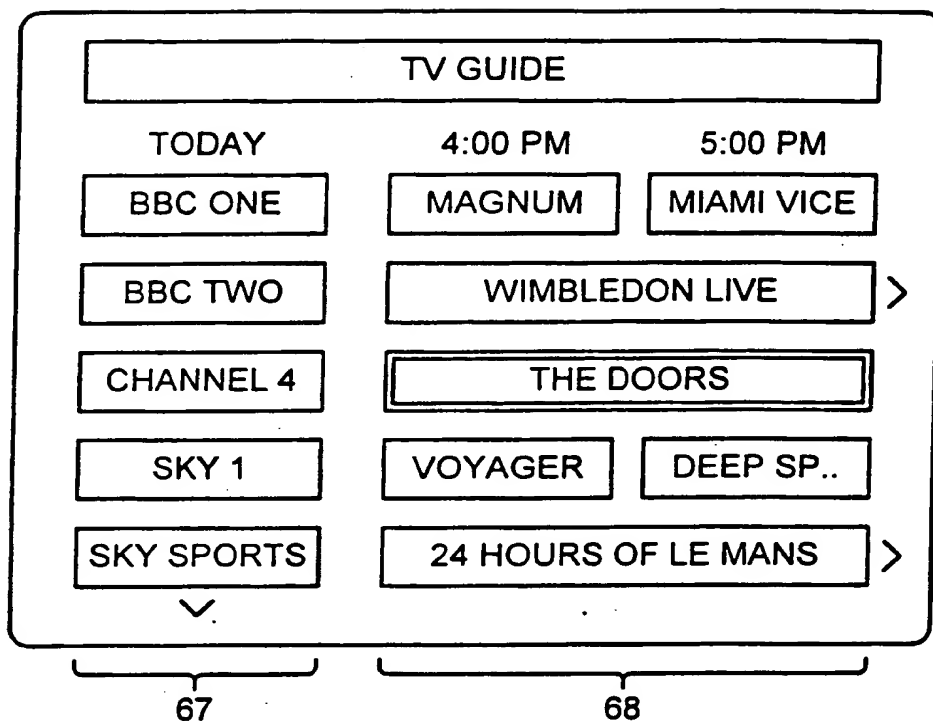 TV GUIDE
TODAY 4:00 PM 5:00 PM
BBC ONE MAGNUM MIAMI VICE
BBC TWO WIMBLEDON LIVE >
CHANNEL 4 THE DOORS
SKY 1 VOYAGER DEEP SP..
SKY SPORTS 24 HOURS OF LE MANS >
67 68